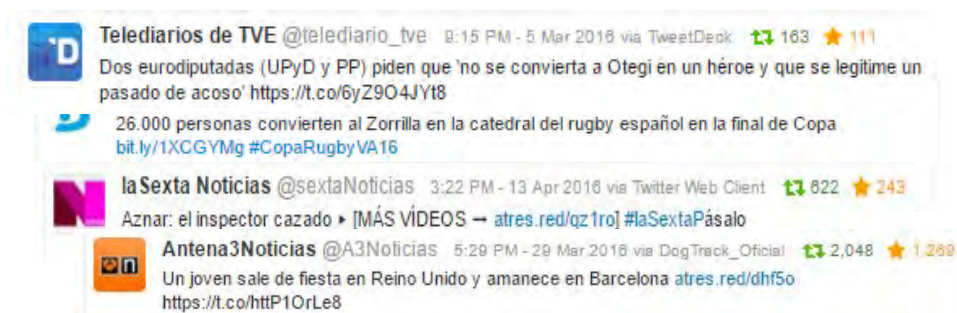 Telediarios de TVE @telediario_tve 9:15 PM - 5 Mar 2016 via TweetDeck 163 111
Dos eurodiputadas (UPyD y PP) piden que 'no se convierta a Otegi en un héroe y que se legitime un
pasado de acoso' https://t.co/6yZ9O4JYt8
26.000 personas convierten al Zorrilla en la catedral del rugby español en la final de Copa
bit.ly/1XCGYMg #CopaRugbyVA16
laSexta Noticias @sextaNoticias 3:22 PM - 13 Apr 2016 via Twitter Web Client 622 243
Aznar: el inspector cazado ▸ [MÁS VÍDEOS → atres.red/qz1ro] #laSextaPásalo
Antena3Noticias @A3Noticias 5:29 PM - 29 Mar 2016 via DogTrack_Oficial 2,048 1,269
Un joven sale de fiesta en Reino Unido y amanece en Barcelona atres.red/dhf5o
https://t.co/httP1OrLe8